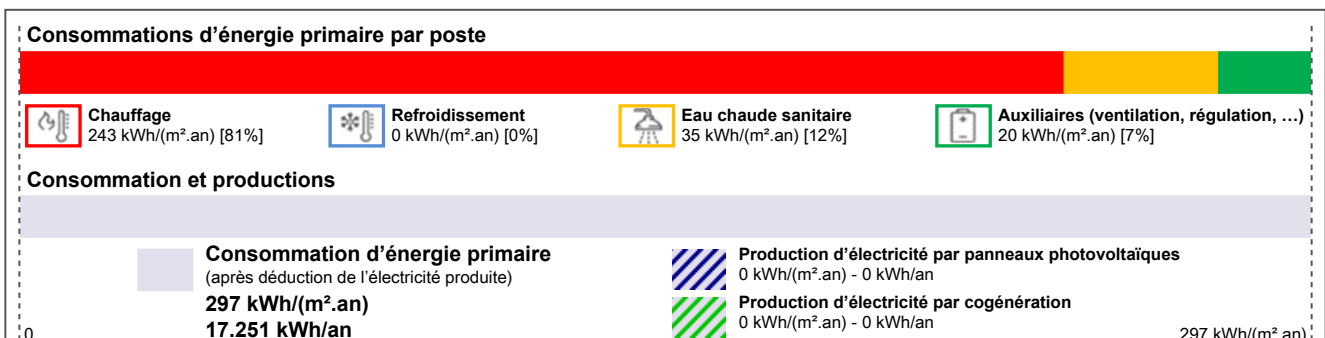 Consommations d'énergie primaire par poste
Chauffage
243 kWh/(m².an) [81%]
Refroidissement
0 kWh/(m².an) [0%]
Eau chaude sanitaire
35 kWh/(m².an) [12%]
Auxiliaires (ventilation, régulation, …)
20 kWh/(m².an) [7%]
Consommation et productions
Consommation d'énergie primaire
(après déduction de l'électricité produite)
297 kWh/(m².an)
17.251 kWh/an
Production d'électricité par panneaux photovoltaïques
0 kWh/(m².an) - 0 kWh/an
Production d'électricité par cogénération
0 kWh/(m².an) - 0 kWh/an
0
297 kWh/(m².an)